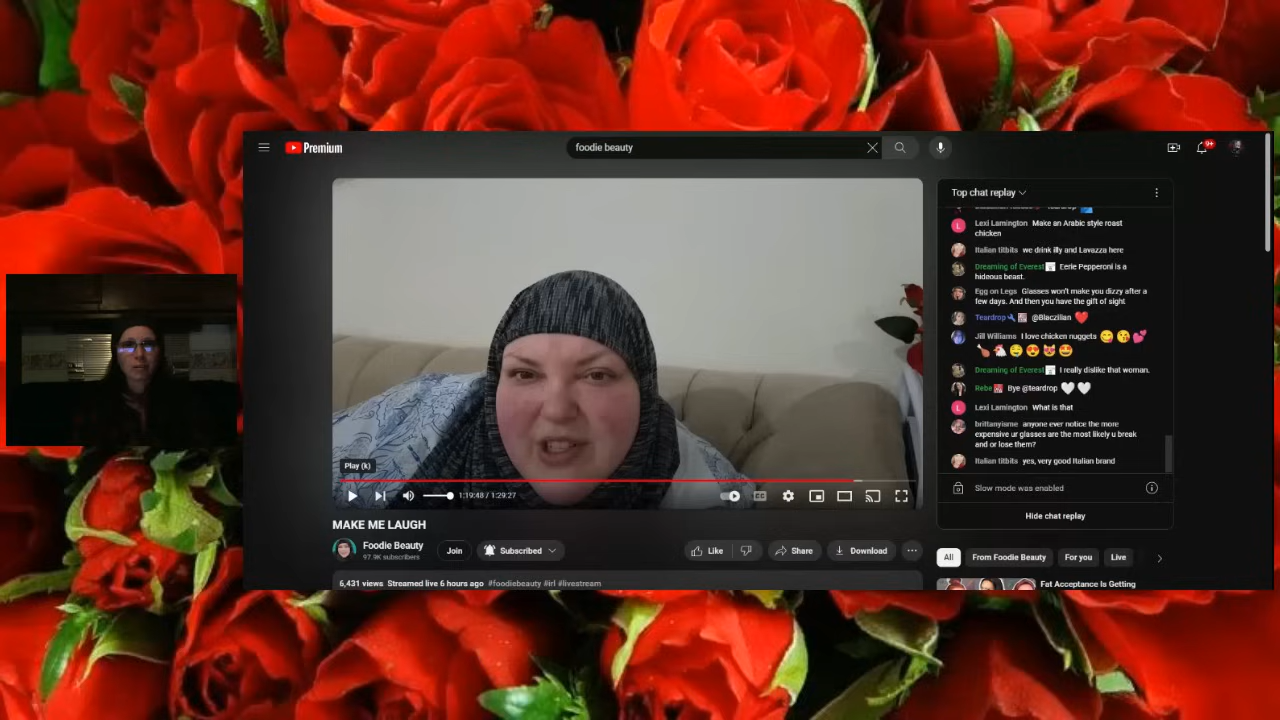 Premium
foodie beauty
9+
Top chat replay
Lexi Lamington Make an Arabic style roast
chicken
Italian titbits we drink illy and Lavazza here
Dreaming of Everest Eerie Pepperoni is a
hideous beast.
Egg on Legs Glasses won't make you dizzy after a
few days. And then you have the gift of sight
Teardrop @Blaczilian
Jill Williams I love chicken nuggets
Dreaming of Everest I really dislike that woman.
Rebe Bye @teardrop
Lexi Lamington What is that
brittanyisme anyone ever notice the more
expensive ur glasses are the most likely u break
and or lose them?
Italian titbits yes, very good Italian brand
Slow mode was enabled
Hide chat replay
Play (k)
1:19:48 / 1:29:27
MAKE ME LAUGH
Foodie Beauty
97.9K subscribers
Join
Subscribed
Like
Share
Download
6,431 views Streamed live 6 hours ago #foodiebeauty #irl #livestream
All
From Foodie Beauty
For you
Live
Fat Acceptance Is Getting